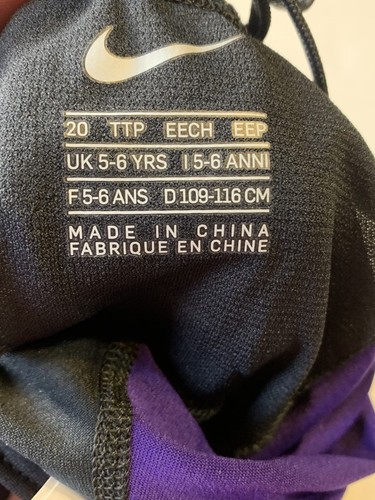 20 TTP EECH EEP
UK 5-6 YRS I 5-6 ANNI
F 5-6 ANS D 109-116 CM
MADE IN CHINA
FABRIQUE EN CHINE